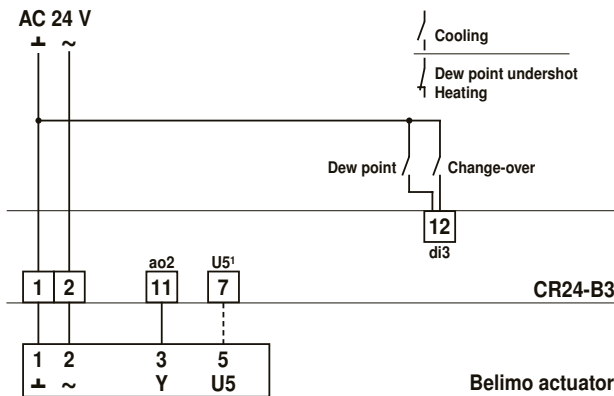 AC 24 V
⊥ ~
Cooling
Dew point undershot
Heating
Dew point
Change-over
12
di3
ao2
U5¹
1 2 11 7
CR24-B3
1 2 3 5
⊥ ~ Y U5
Belimo actuator